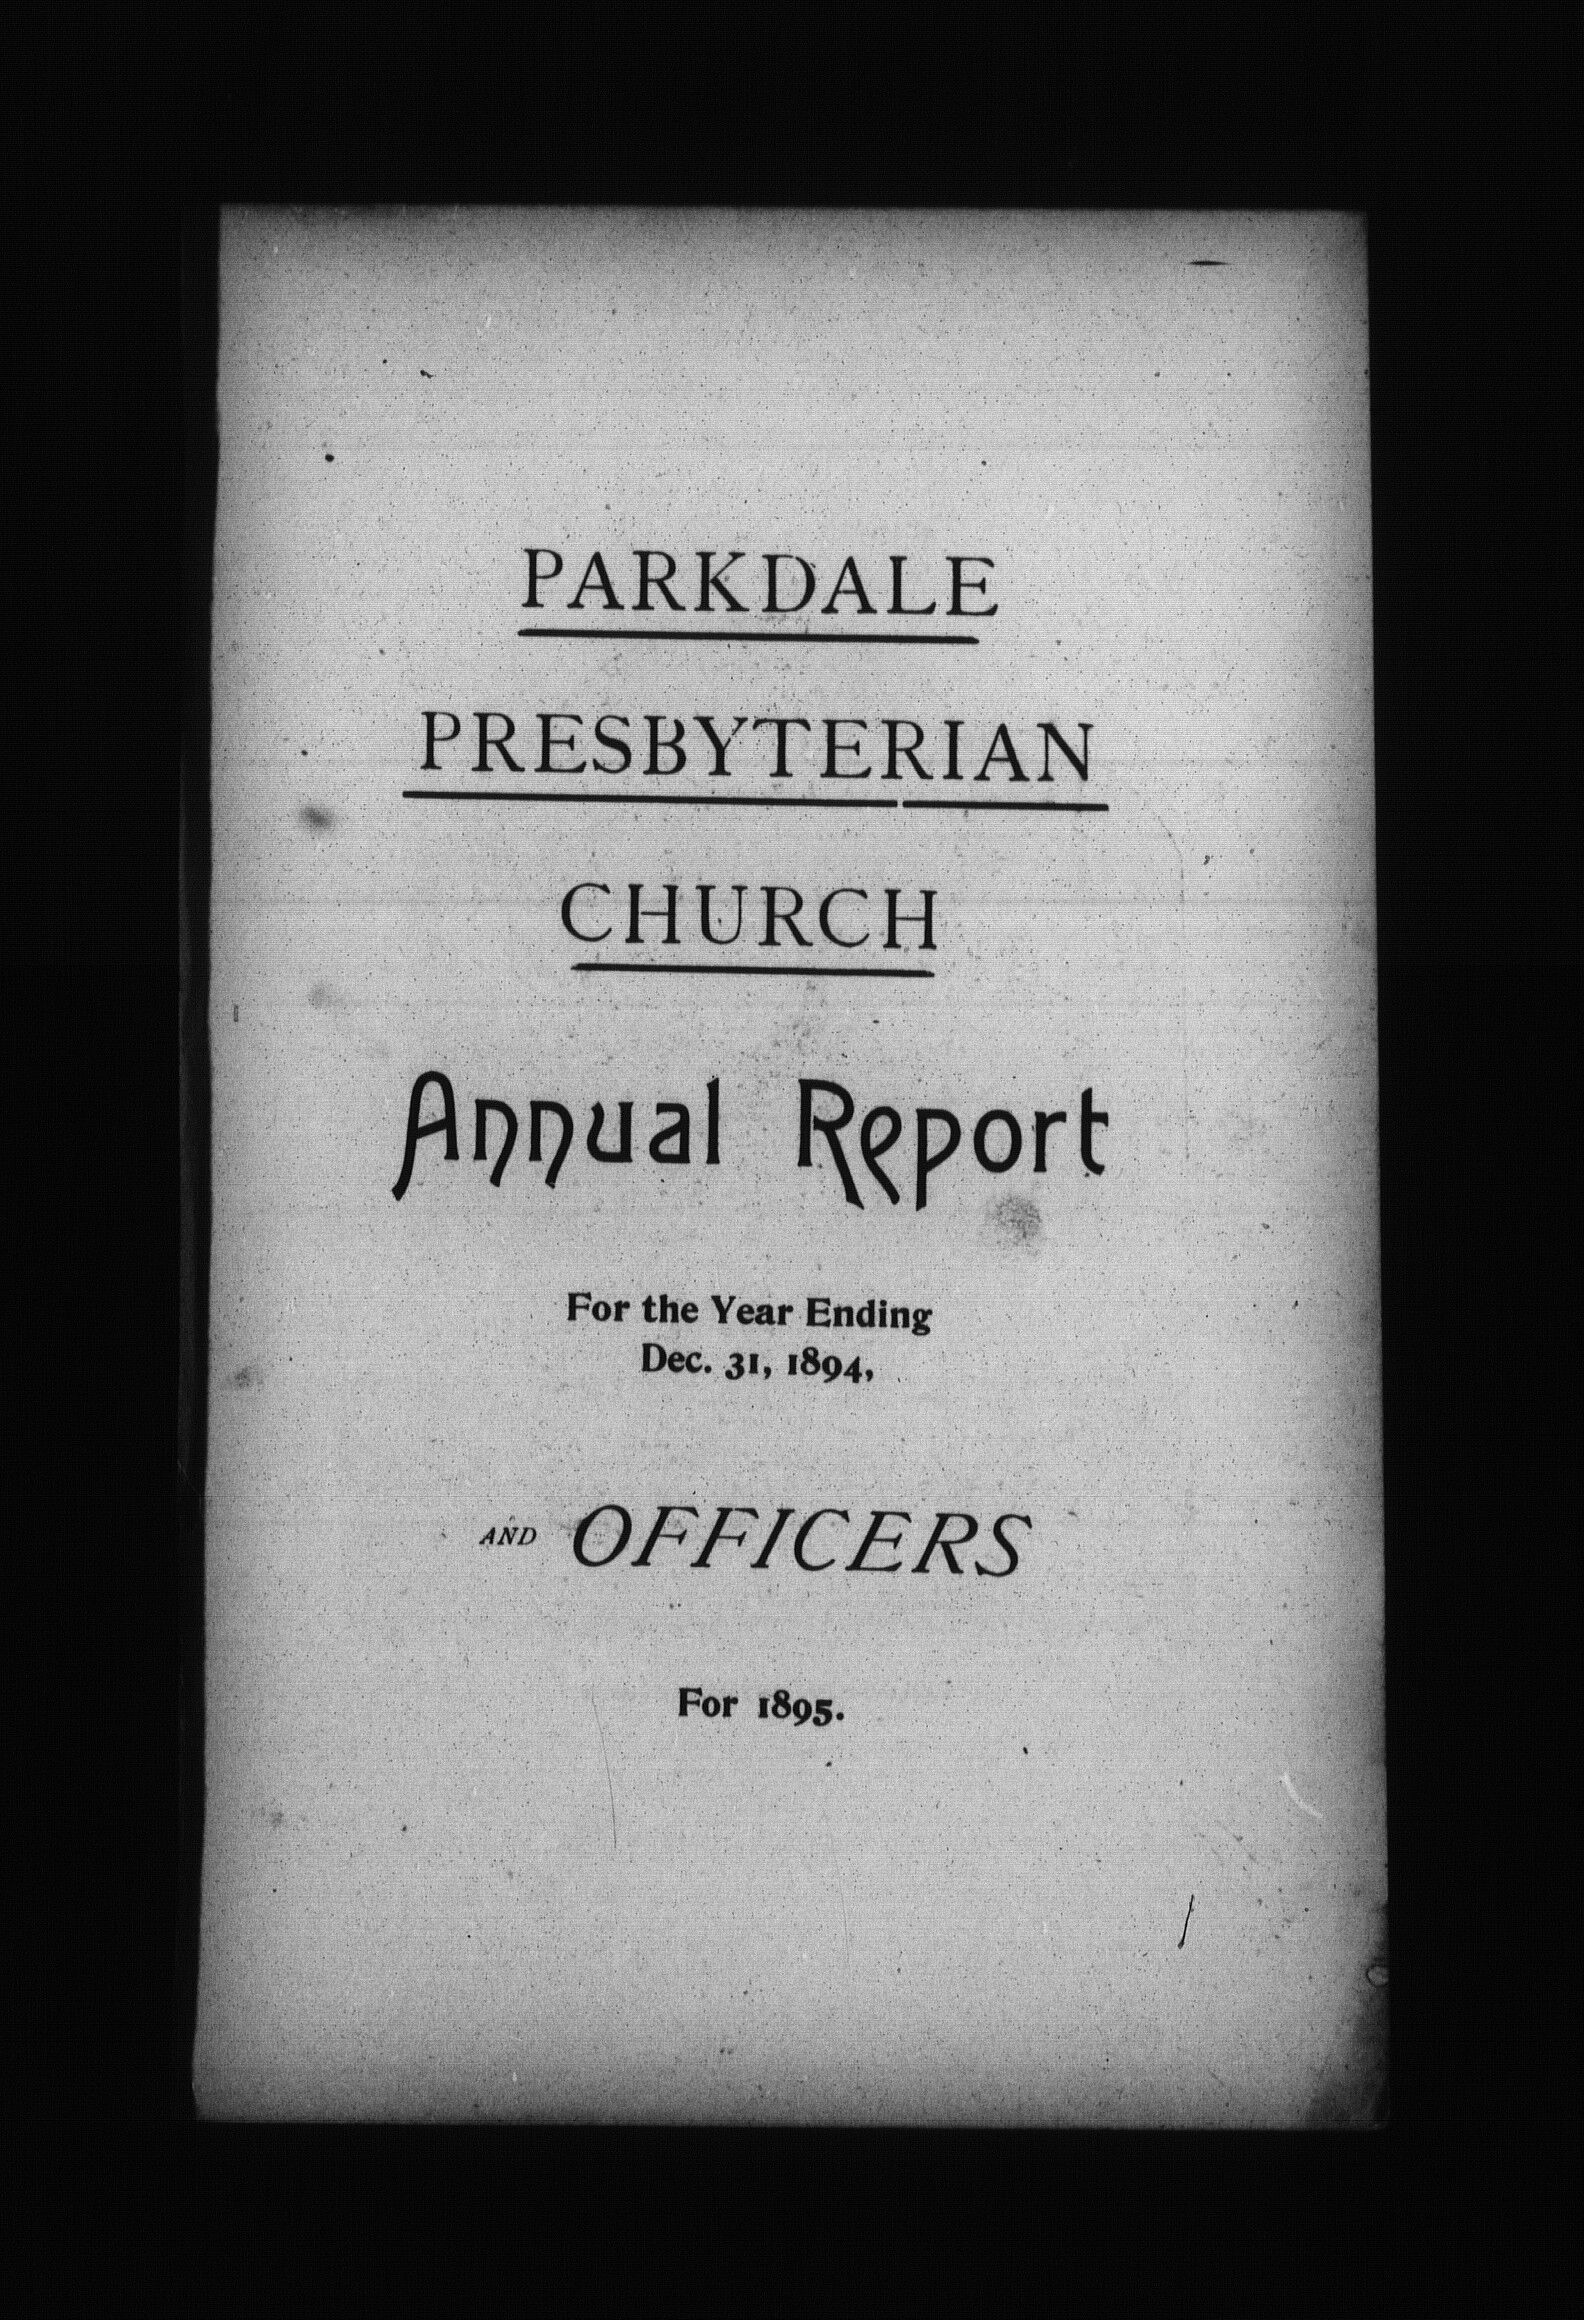 PARKDALE
PRESBYTERIAN
CHURCH
Annual Report
For the Year Ending
Dec. 31, 1894,
AND OFFICERS
For 1895.